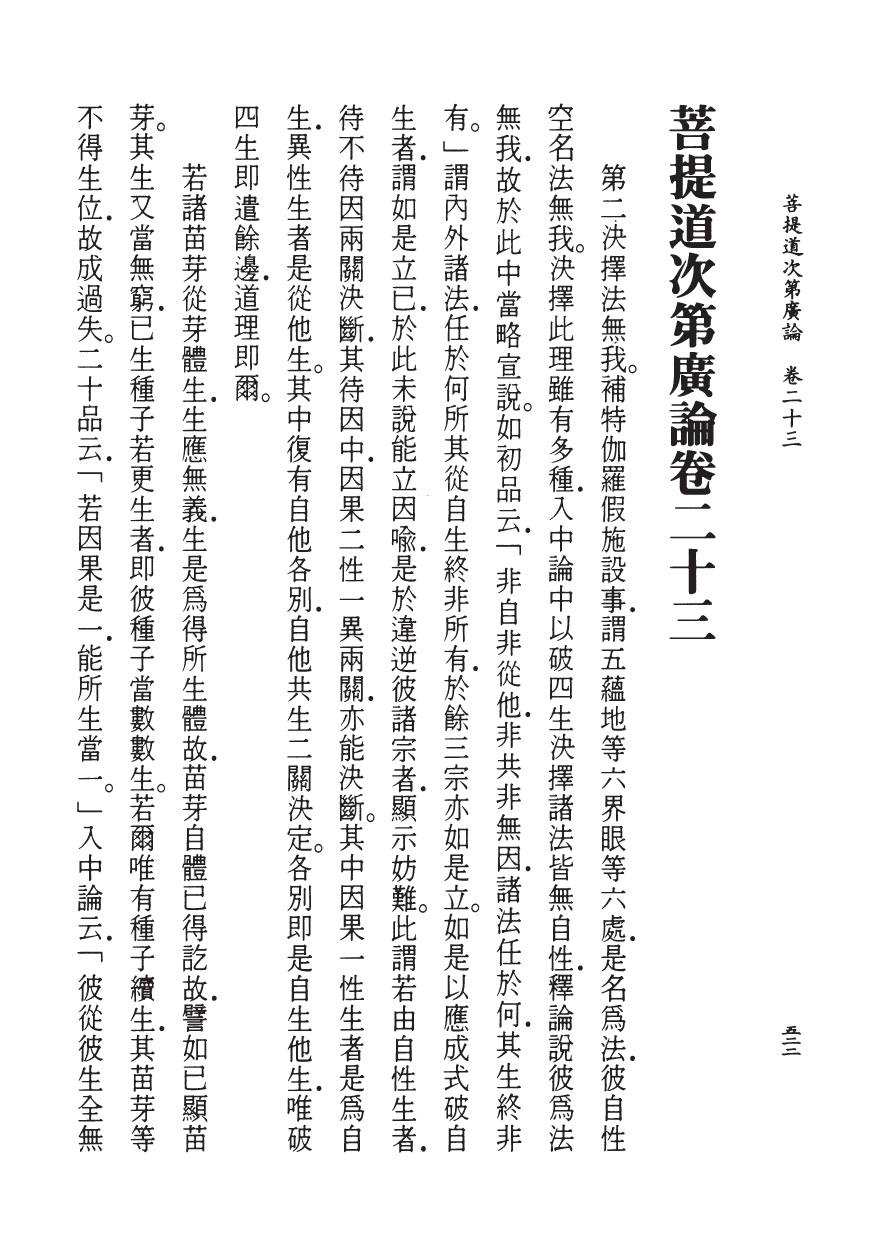 菩提道次第廣論　卷二十三
五三二
菩提道次第廣論卷二十三
第二決擇法無我。補特伽羅假施設事．謂五蘊地等六界眼等六處．是名爲法．彼自性
空名法無我。決擇此理雖有多種．入中論中以破四生決擇諸法皆無自性．釋論說彼爲法
無我．故於此中當略宣說。如初品云．「非自非從他．非共非無因．諸法任於何．其生終非
有。」謂內外諸法．任於何所其從自生終非所有．於餘三宗亦如是立。如是以應成式破自
生者．謂如是立已．於此未說能立因喩．是於違逆彼諸宗者．顯示妨難。此謂若由自性生者．
待不待因兩關決斷．其待因中．因果二性一異兩關．亦能決斷。其中因果一性生者是爲自
生．異性生者是從他生。其中復有自他各別．自他共生二關決定。各別即是自生他生．唯破
四生即遣餘邊．道理即爾。
若諸苗芽從芽體生．生應無義．生是爲得所生體故．苗芽自體已得訖故．譬如已顯苗
芽。其生又當無窮．已生種子若更生者．即彼種子當數數生。若爾唯有種子續生．其苗芽等
不得生位．故成過失。二十品云．「若因果是一．能所生當一。」入中論云．「彼從彼生全無